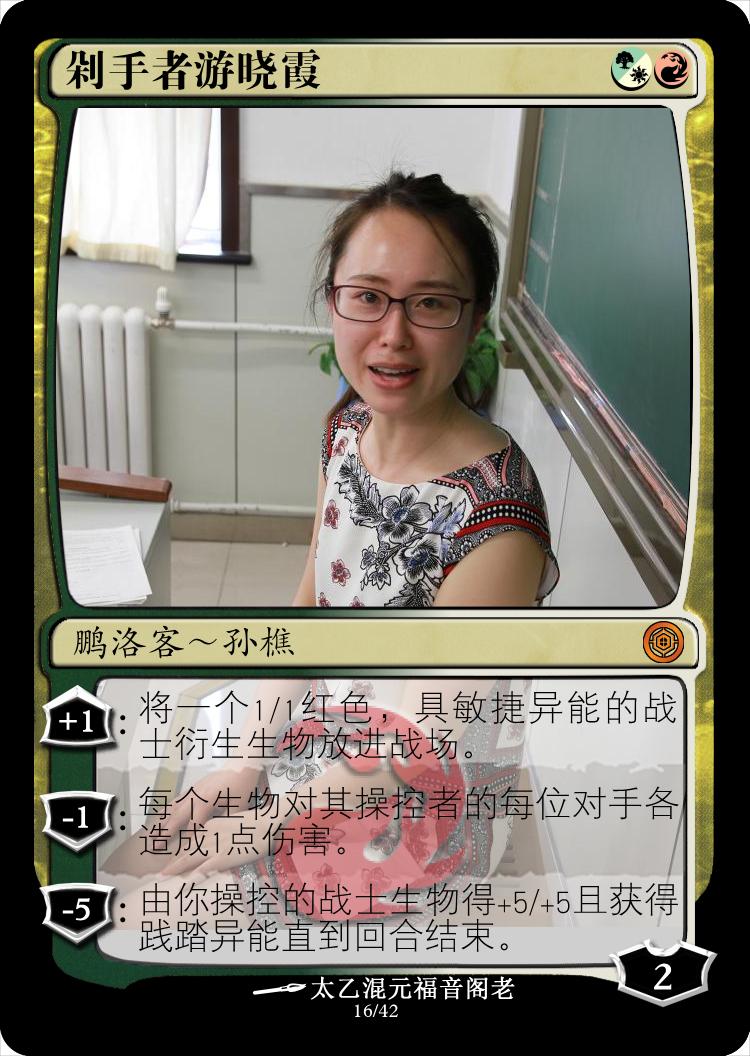 剁手者游晓霞
鹏洛客～孙樵
+1：将一个1/1红色，具敏捷异能的战
士衍生生物放进战场。
-1：每个生物对其操控者的每位对手各
造成1点伤害。
-5：由你操控的战士生物得+5/+5且获得
践踏异能直到回合结束。
2
太乙混元福音阁老
16/42